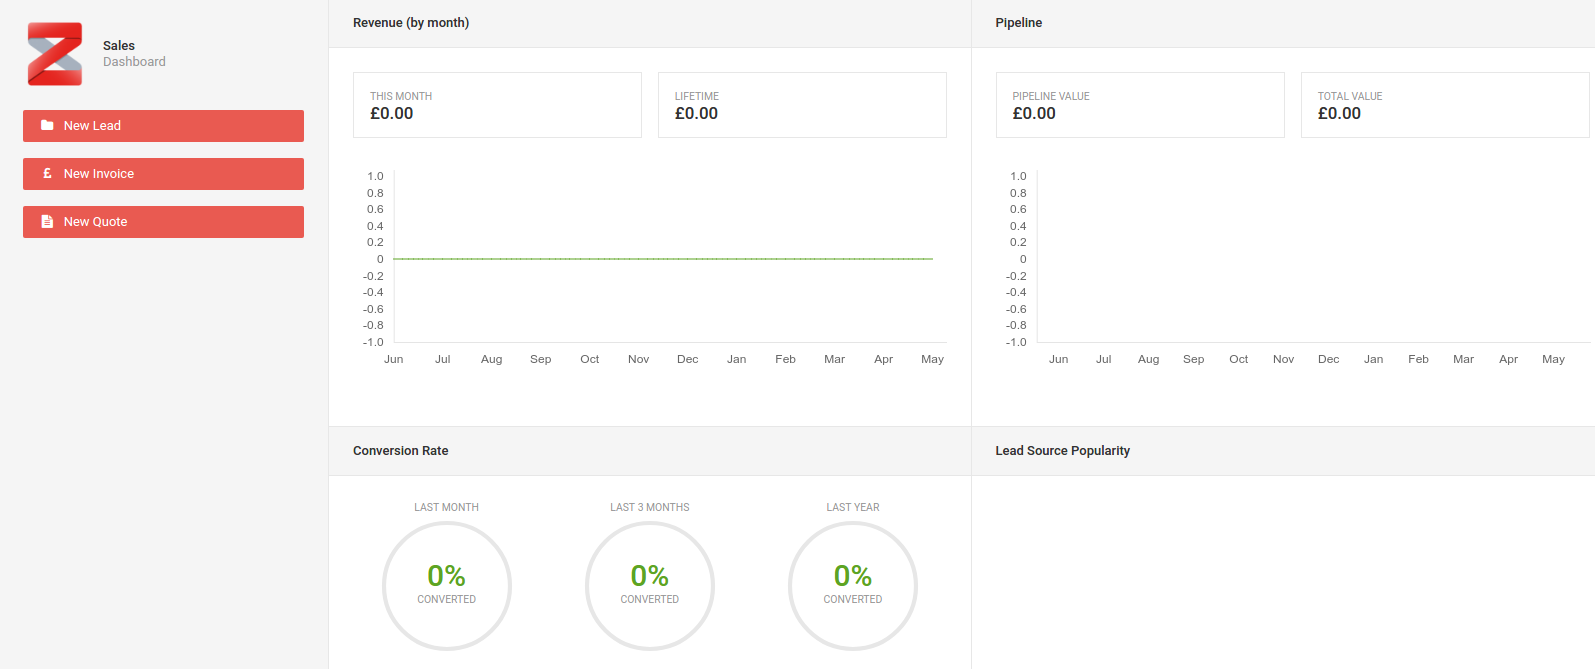 Sales
Dashboard
New Lead
£ New Invoice
New Quote
Revenue (by month)
THIS MONTH
£0.00
LIFETIME
£0.00
1.0
0.8
0.6
0.4
0.2
0
-0.2
-0.4
-0.6
-0.8
-1.0
Jun Jul Aug Sep Oct Nov Dec Jan Feb Mar Apr May
Pipeline
PIPELINE VALUE
£0.00
TOTAL VALUE
£0.00
1.0
0.8
0.6
0.4
0.2
0
-0.2
-0.4
-0.6
-0.8
-1.0
Jun Jul Aug Sep Oct Nov Dec Jan Feb Mar Apr May
Conversion Rate
LAST MONTH
0%
CONVERTED
LAST 3 MONTHS
0%
CONVERTED
LAST YEAR
0%
CONVERTED
Lead Source Popularity